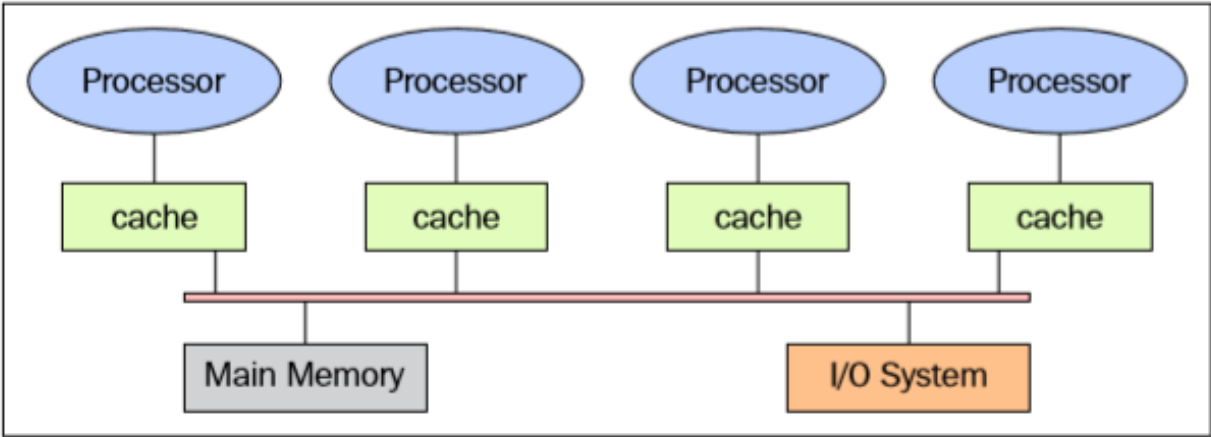 Processor Processor Processor Processor
cache cache cache cache
Main Memory I/O System